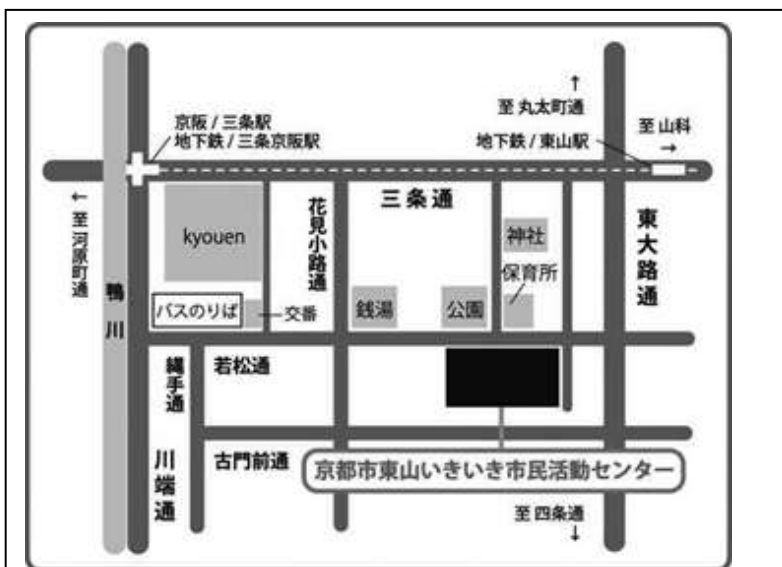 ↑
至 丸太町通
京阪 / 三条駅
地下鉄 / 三条京阪駅
地下鉄 / 東山駅
至 山科
→
三 条 通
←
至 河原町通
kyouen
花見小路通
神社
東大路通
保育所
鴨川
バスのりば
交番
銭湯
公園
縄手通
若松通
川端通
古門前通
京都市東山いきいき市民活動センター
至 四条通
↓